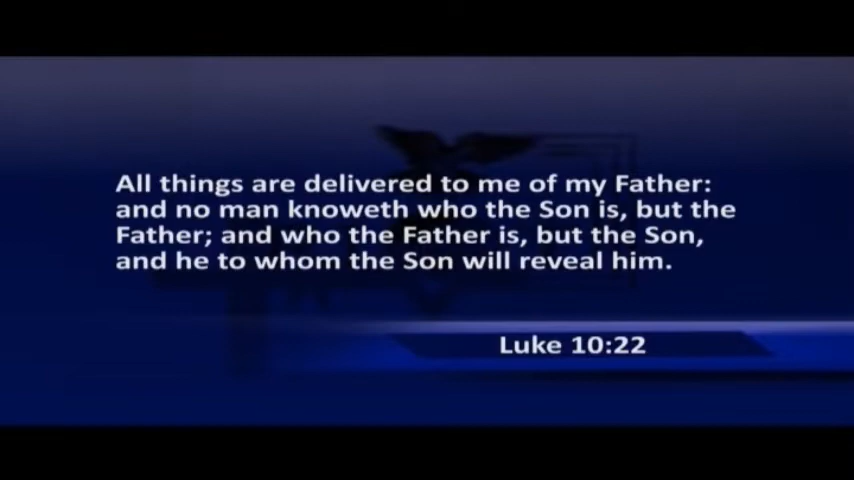 All things are delivered to me of my Father:
and no man knoweth who the Son is, but the
Father; and who the Father is, but the Son,
and he to whom the Son will reveal him.
Luke 10:22